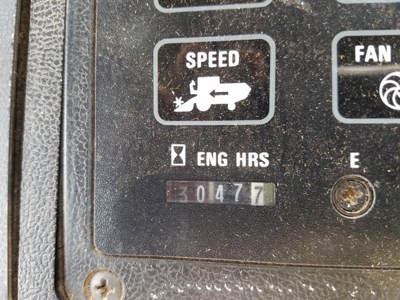 SPEED
FAN
ENG HRS
E
30477